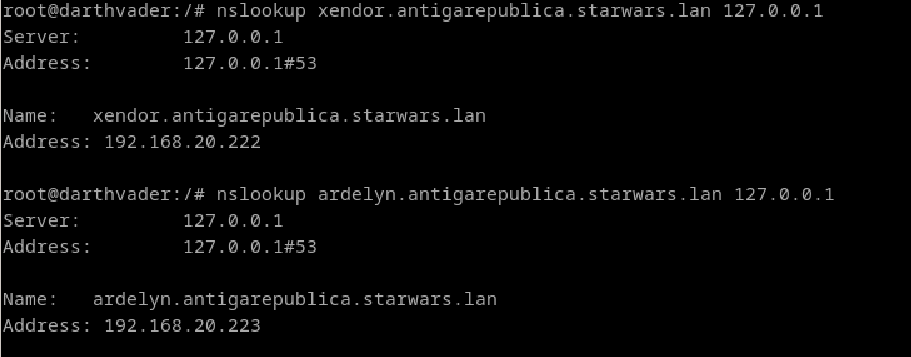 root@darthvader:/# nslookup xendor.antigarepublica.starwars.lan 127.0.0.1
Server:         127.0.0.1
Address:        127.0.0.1#53

Name:   xendor.antigarepublica.starwars.lan
Address: 192.168.20.222

root@darthvader:/# nslookup ardelyn.antigarepublica.starwars.lan 127.0.0.1
Server:         127.0.0.1
Address:        127.0.0.1#53

Name:   ardelyn.antigarepublica.starwars.lan
Address: 192.168.20.223